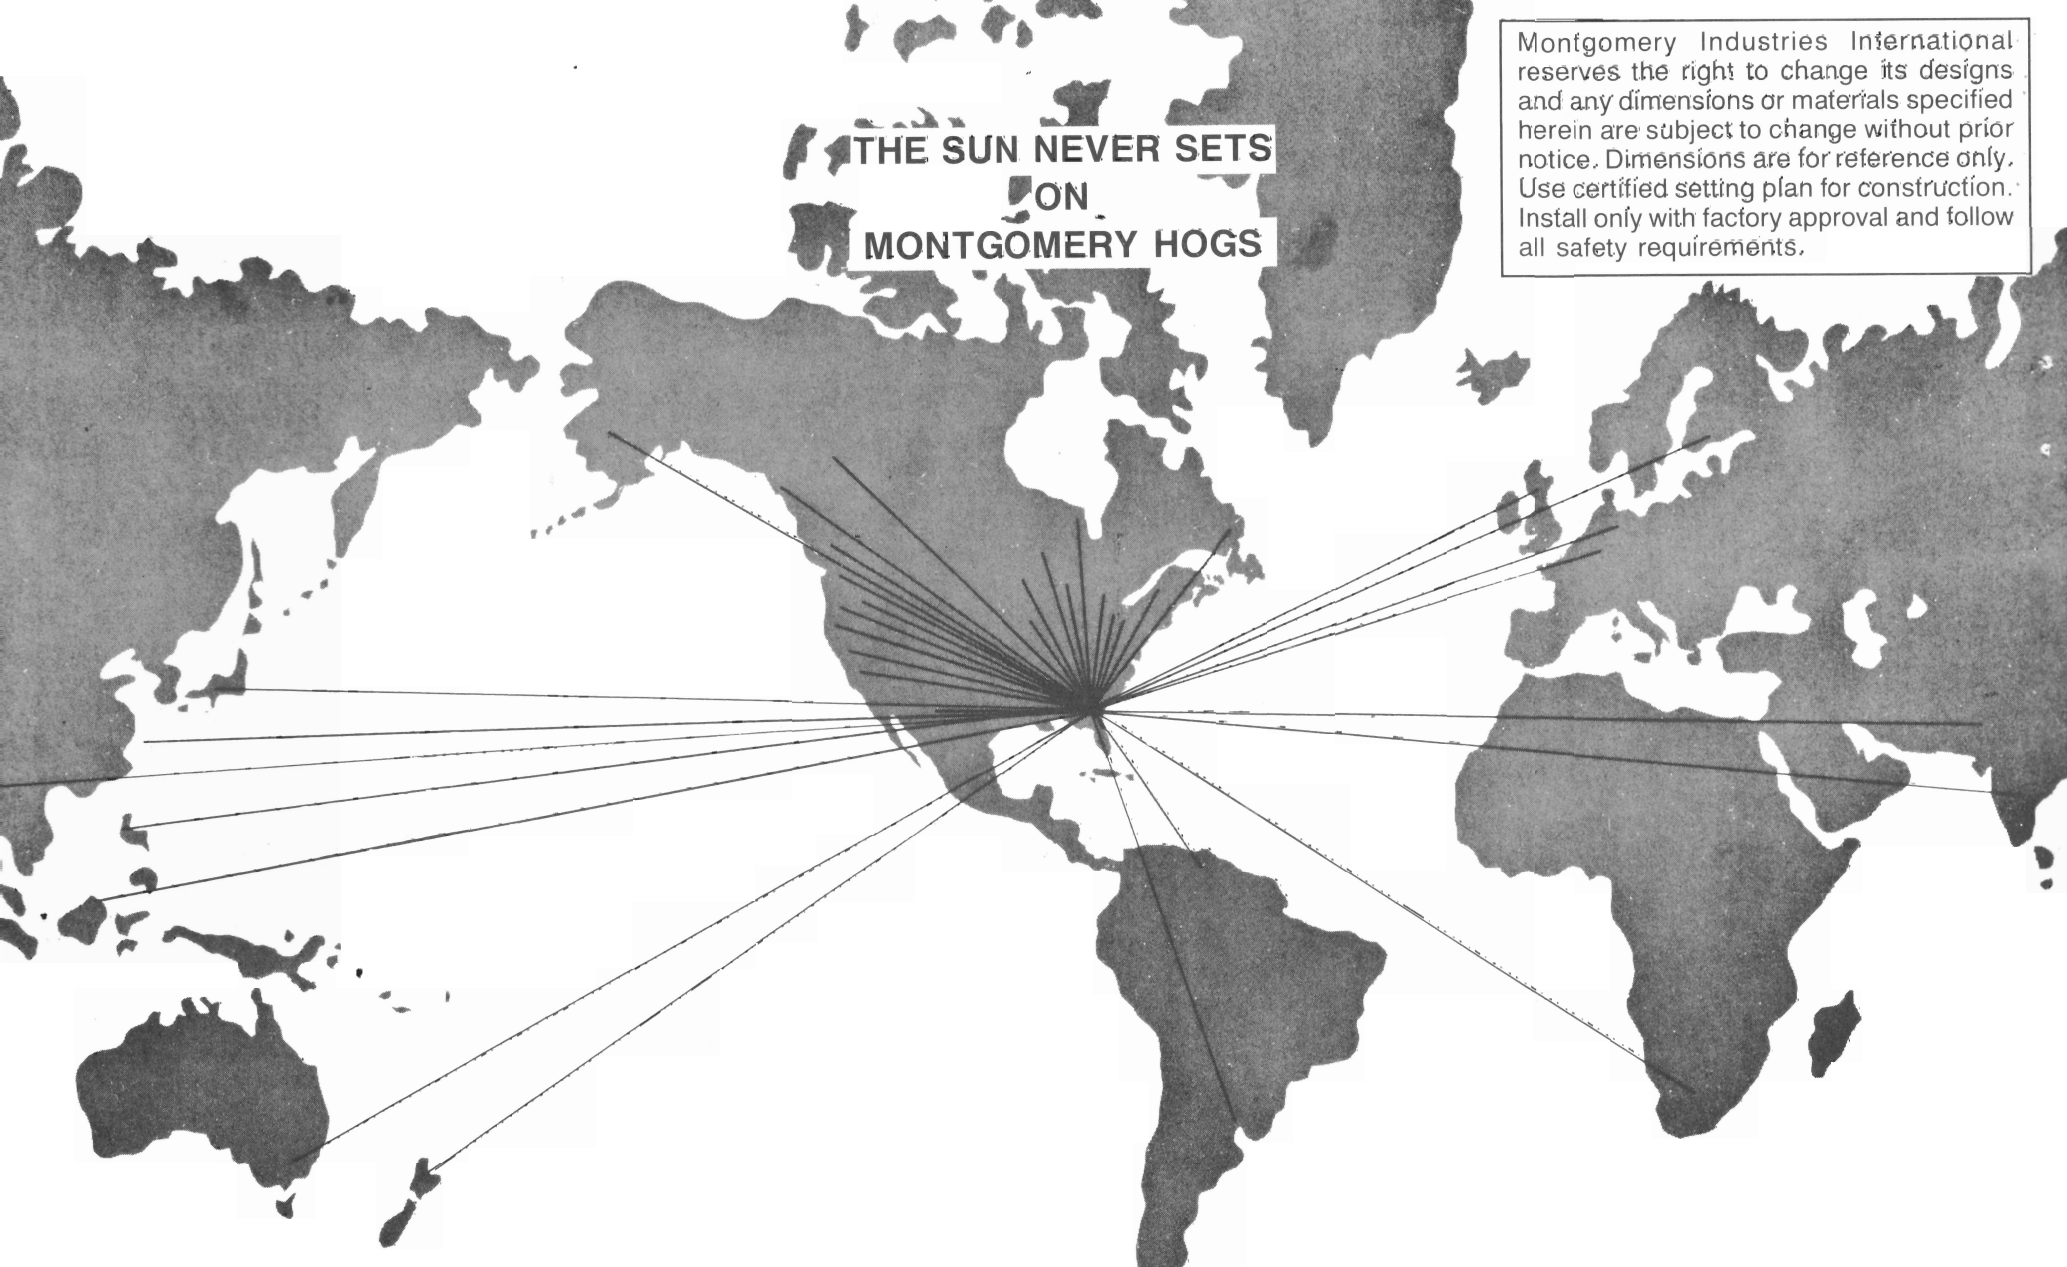 THE SUN NEVER SETS
ON
MONTGOMERY HOGS
Montgomery Industries International
reserves the right to change its designs
and any dimensions or materials specified
herein are subject to change without prior
notice. Dimensions are for reference only.
Use certified setting plan for construction.
Install only with factory approval and follow
all safety requirements.